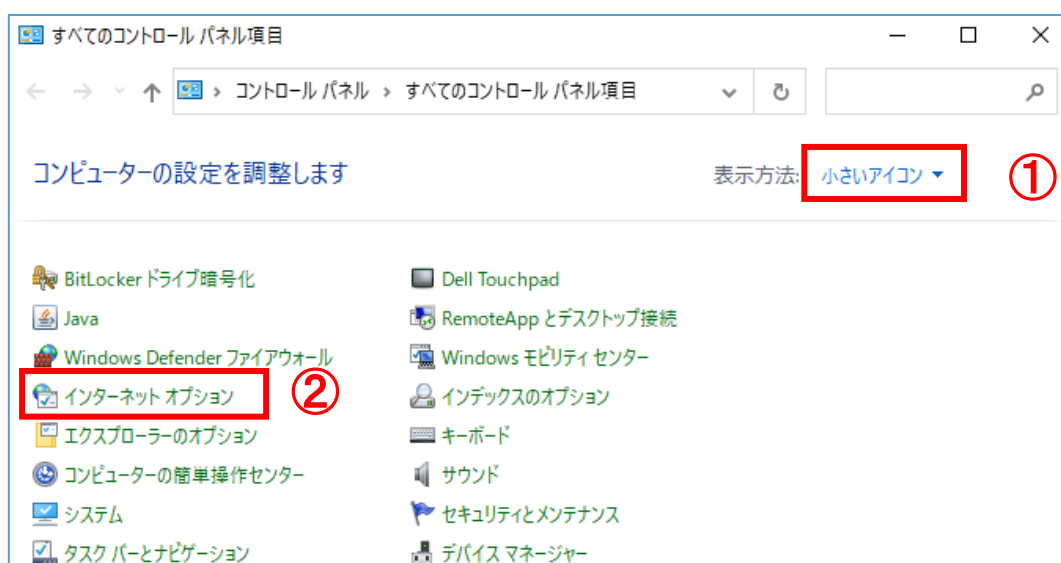 すべてのコントロール パネル項目
コントロール パネル > すべてのコントロール パネル項目
コンピューターの設定を調整します
表示方法: 小さいアイコン
①
BitLocker ドライブ暗号化
Dell Touchpad
Java
RemoteApp とデスクトップ接続
Windows Defender ファイアウォール
Windows モビリティ センター
インターネット オプション
②
インデックスのオプション
エクスプローラーのオプション
キーボード
コンピューターの簡単操作センター
サウンド
システム
セキュリティとメンテナンス
タスク バーとナビゲーション
デバイス マネージャー